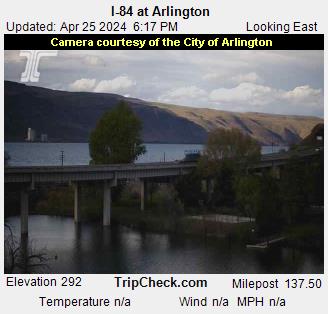 I-84 at Arlington
Updated: Apr 25 2024 6:17 PM Looking East
Camera courtesy of the City of Arlington
Elevation 292 TripCheck.com Milepost 137.50
Temperature n/a Wind n/a MPH n/a